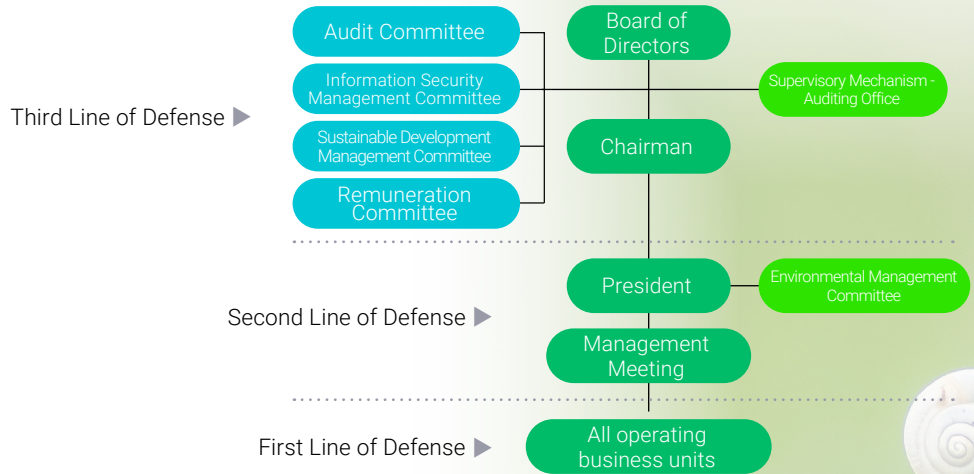 Third Line of Defense
Audit Committee
Information Security
Management Committee
Sustainable Development
Management Committee
Remuneration
Committee
Board of
Directors
Supervisory Mechanism -
Auditing Office
Chairman
Second Line of Defense
President
Environmental Management
Committee
Management
Meeting
First Line of Defense
All operating
business units